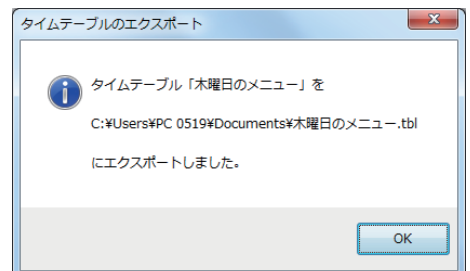 タイムテーブルのエクスポート
タイムテーブル「木曜日のメニュー」を
C:¥Users¥PC 0519¥Documents¥木曜日のメニュー.tbl
にエクスポートしました。
OK